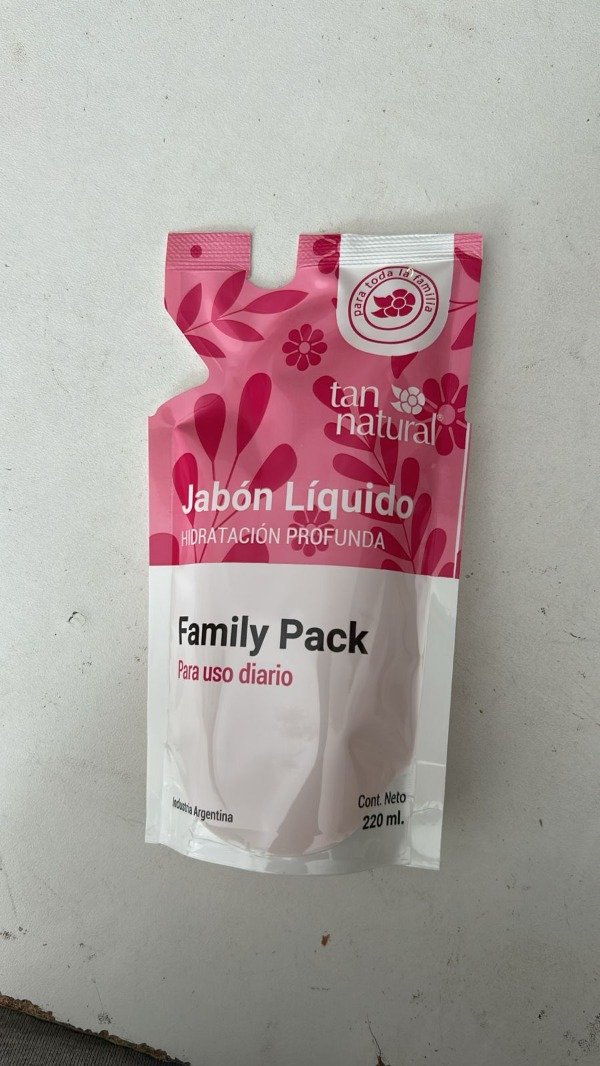 para toda la familia
tan
natural®
Jabón Líquido
HIDRATACIÓN PROFUNDA
Family Pack
Para uso diario
Industria Argentina
Cont. Neto
220 ml.